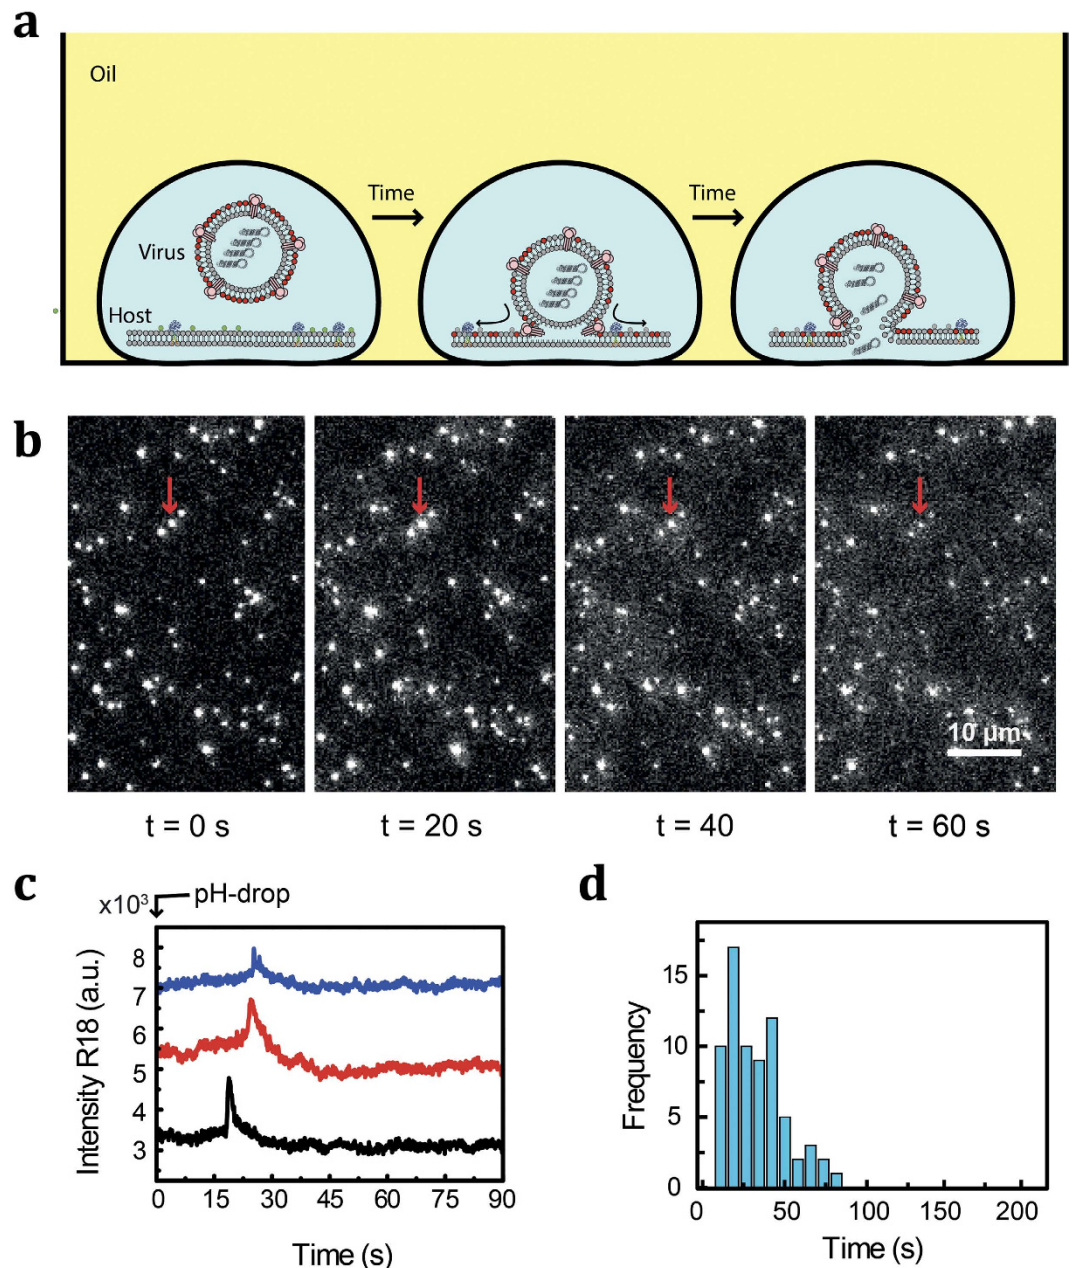 a
Oil
Virus
Host
Time
Time
b
10 µm
t = 0 s
t = 20 s
t = 40
t = 60 s
c
x10³
pH-drop
Intensity R18 (a.u.)
8
7
6
5
4
3
0 15 30 45 60 75 90
Time (s)
d
Frequency
15
10
5
0
0 50 100 150 200
Time (s)